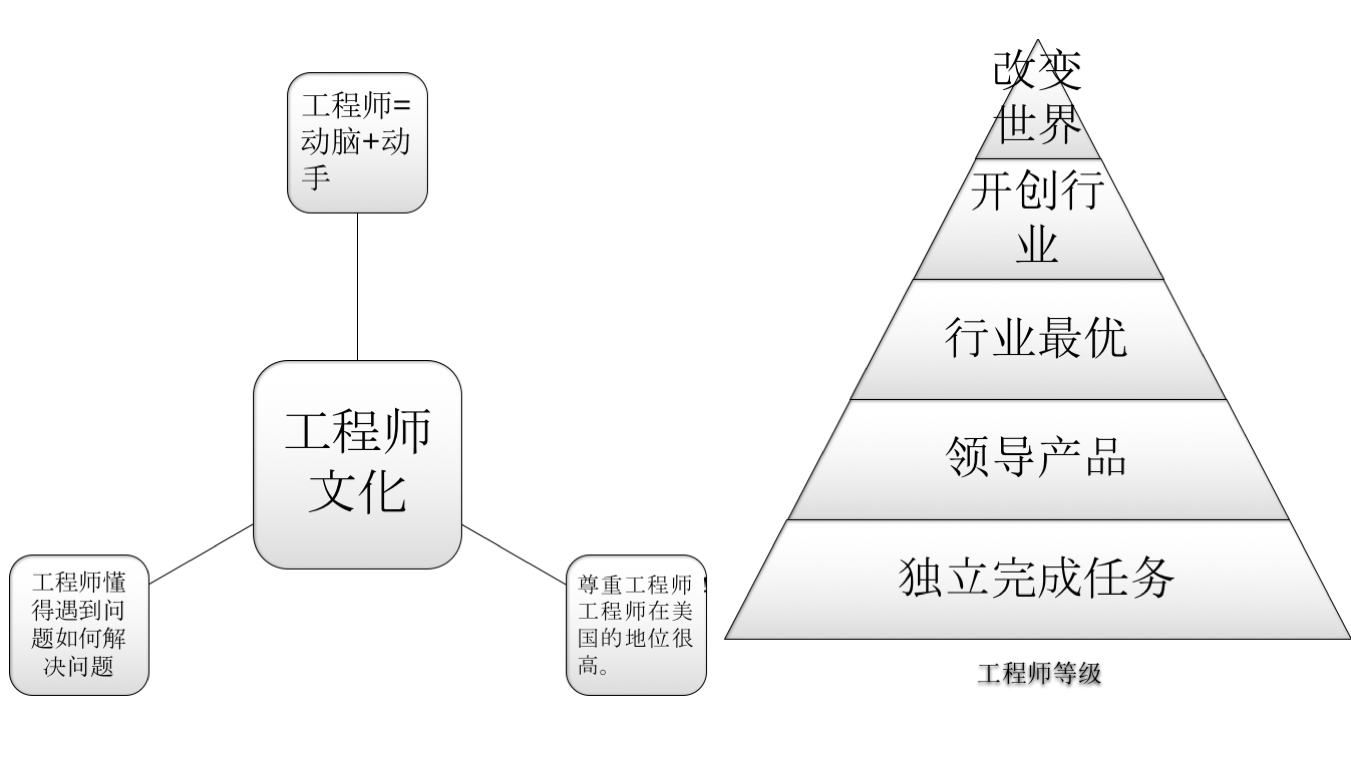 工程师=
动脑+动
手
工程师
文化
工程师懂
得遇到问
题如何解
决问题
尊重工程师！
工程师在美
国的地位很
高。
改变
世界
开创行
业
行业最优
领导产品
独立完成任务
工程师等级